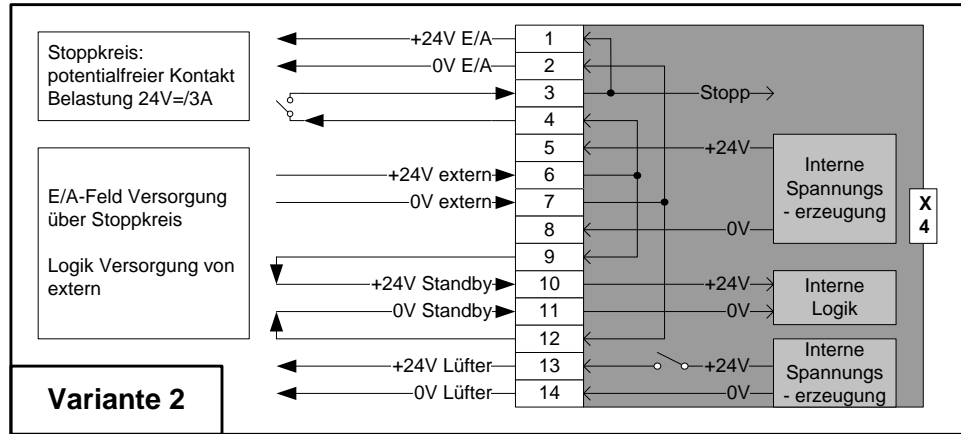 Stoppkreis:
potentialfreier Kontakt
Belastung 24V=/3A
E/A-Feld Versorgung
über Stoppkreis
Logik Versorgung von
extern
Variante 2
+24V E/A
0V E/A
+24V extern
0V extern
+24V Standby
0V Standby
+24V Lüfter
0V Lüfter
1
2
3
4
5
6
7
8
9
10
11
12
13
14
Stopp
+24V
0V
+24V
0V
+24V
0V
Interne
Spannungs
- erzeugung
Interne
Logik
Interne
Spannungs
- erzeugung
X
4